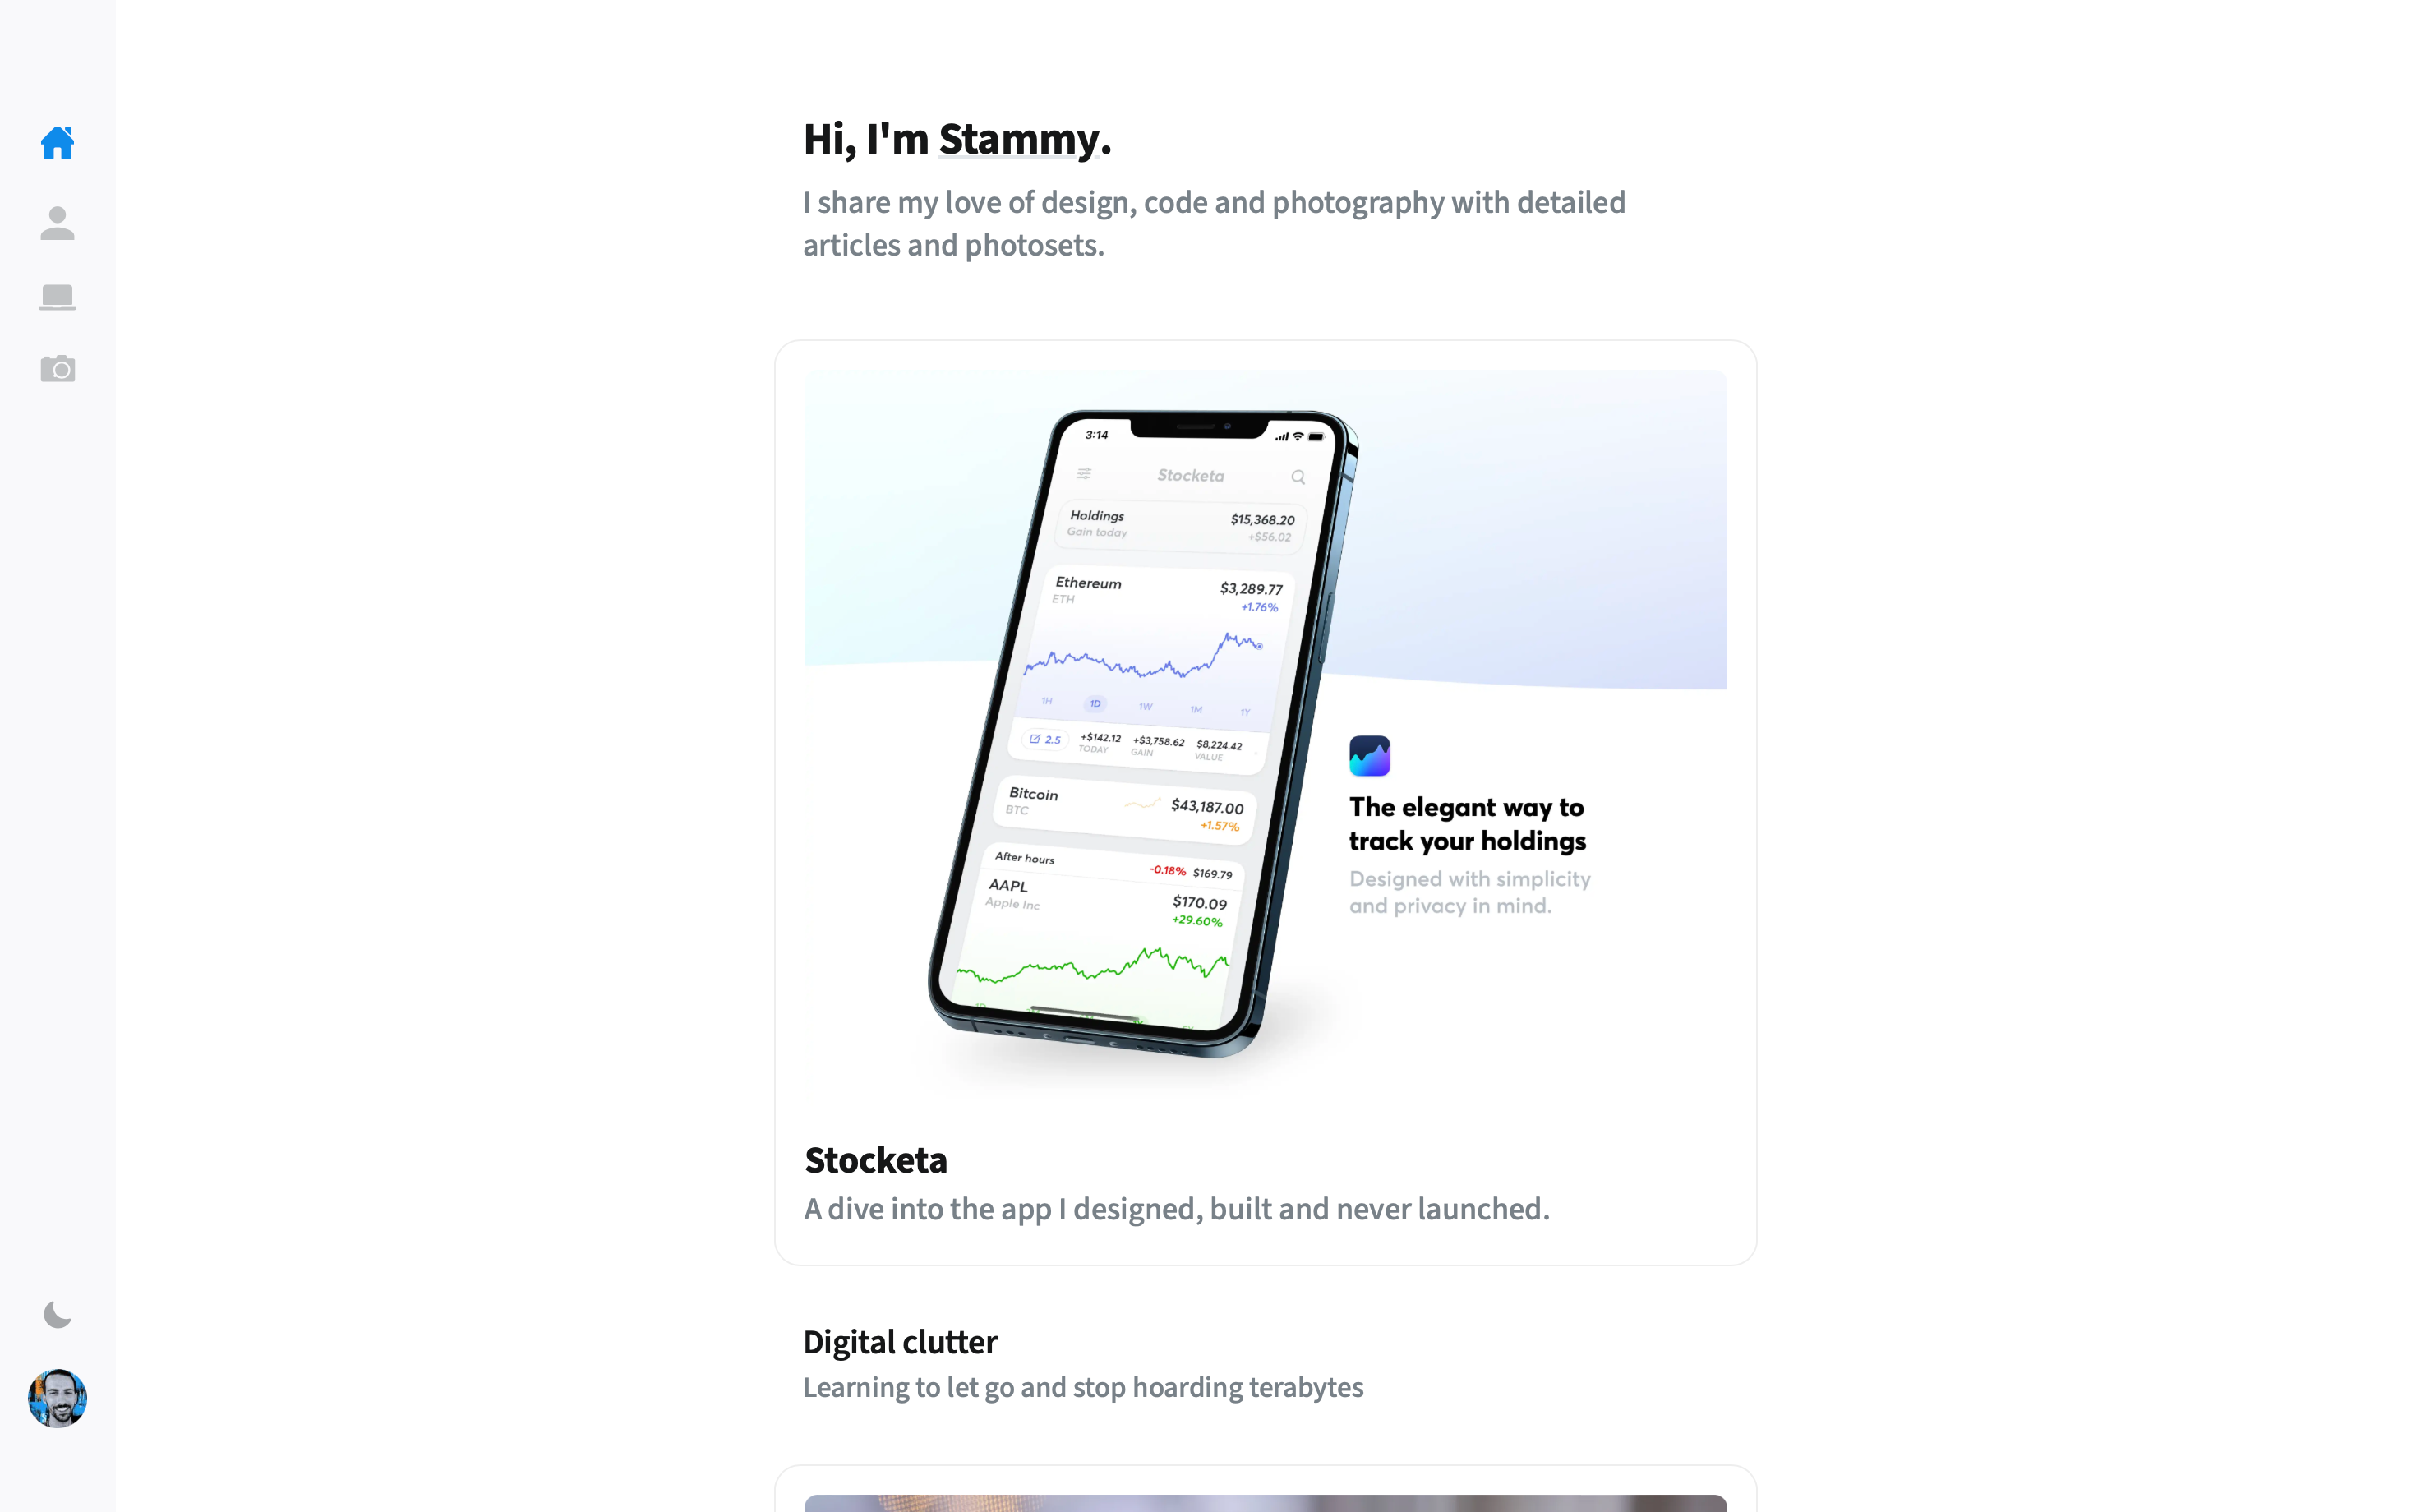 Hi, I'm Stammy.
I share my love of design, code and photography with detailed
articles and photosets.
3:14
Stocketa
Holdings $15,368.20
Gain today +$56.02
Ethereum $3,289.77
ETH +1.76%
1H 1D 1W 1M 1Y
2.5 +$142.12 +$3,758.62 $8,224.42
TODAY GAIN VALUE
Bitcoin $43,187.00
BTC +1.57%
After hours -0.18% $169.79
AAPL $170.09
Apple Inc +29.60%
The elegant way to
track your holdings
Designed with simplicity
and privacy in mind.
Stocketa
A dive into the app I designed, built and never launched.
Digital clutter
Learning to let go and stop hoarding terabytes